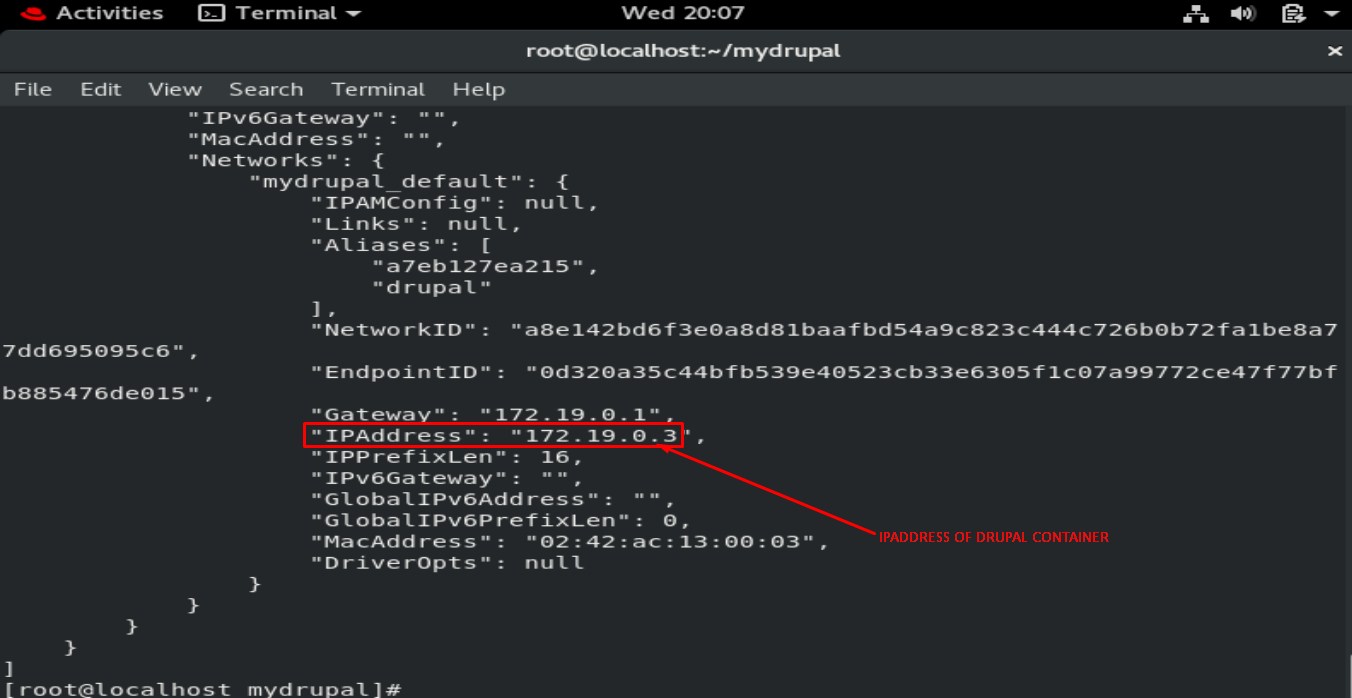 Activities Terminal Wed 20:07
root@localhost:~/mydrupal ×
File Edit View Search Terminal Help
"IPv6Gateway": "",
"MacAddress": "",
"Networks": {
"mydrupal_default": {
"IPAMConfig": null,
"Links": null,
"Aliases": [
"a7eb127ea215",
"drupal"
],
"NetworkID": "a8e142bd6f3e0a8d81baafbd54a9c823c444c726b0b72fa1be8a7
7dd695095c6",
"EndpointID": "0d320a35c44bfb539e40523cb33e6305f1c07a99772ce47f77bf
b885476de015",
"Gateway": "172.19.0.1",
"IPAddress": "172.19.0.3",
"IPPrefixLen": 16,
"IPv6Gateway": "",
"GlobalIPv6Address": "",
"GlobalIPv6PrefixLen": 0,
IPADDRESS OF DRUPAL CONTAINER
"MacAddress": "02:42:ac:13:00:03",
"DriverOpts": null
}
}
}
}
]
[root@localhost mydrupal]#